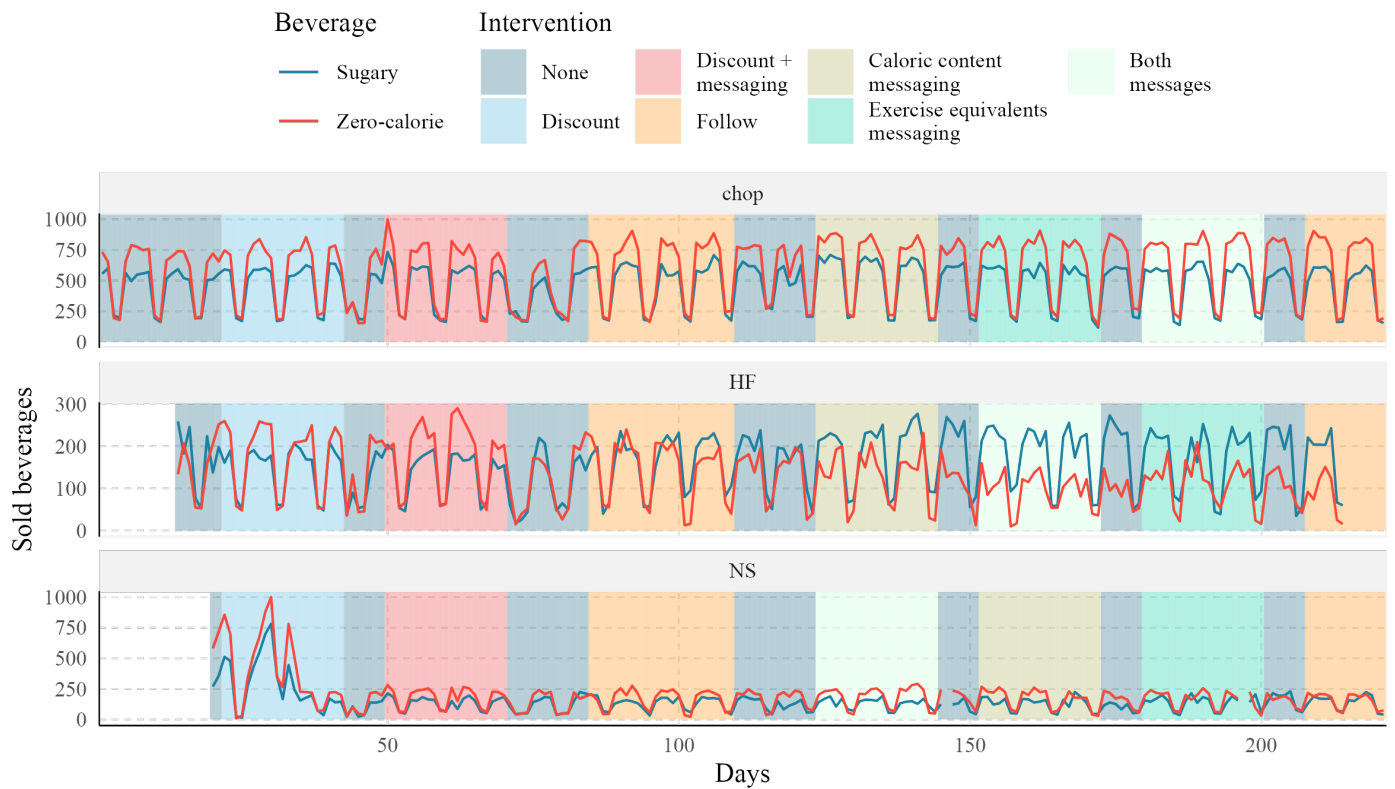 Beverage
Intervention
Sugary
None
Discount +
messaging
Caloric content
messaging
Both
messages
Zero-calorie
Discount
Follow
Exercise equivalents
messaging
chop
1000
750
500
250
0
HF
300
200
100
0
NS
1000
750
500
250
0
50
100
150
200
Sold beverages
Days